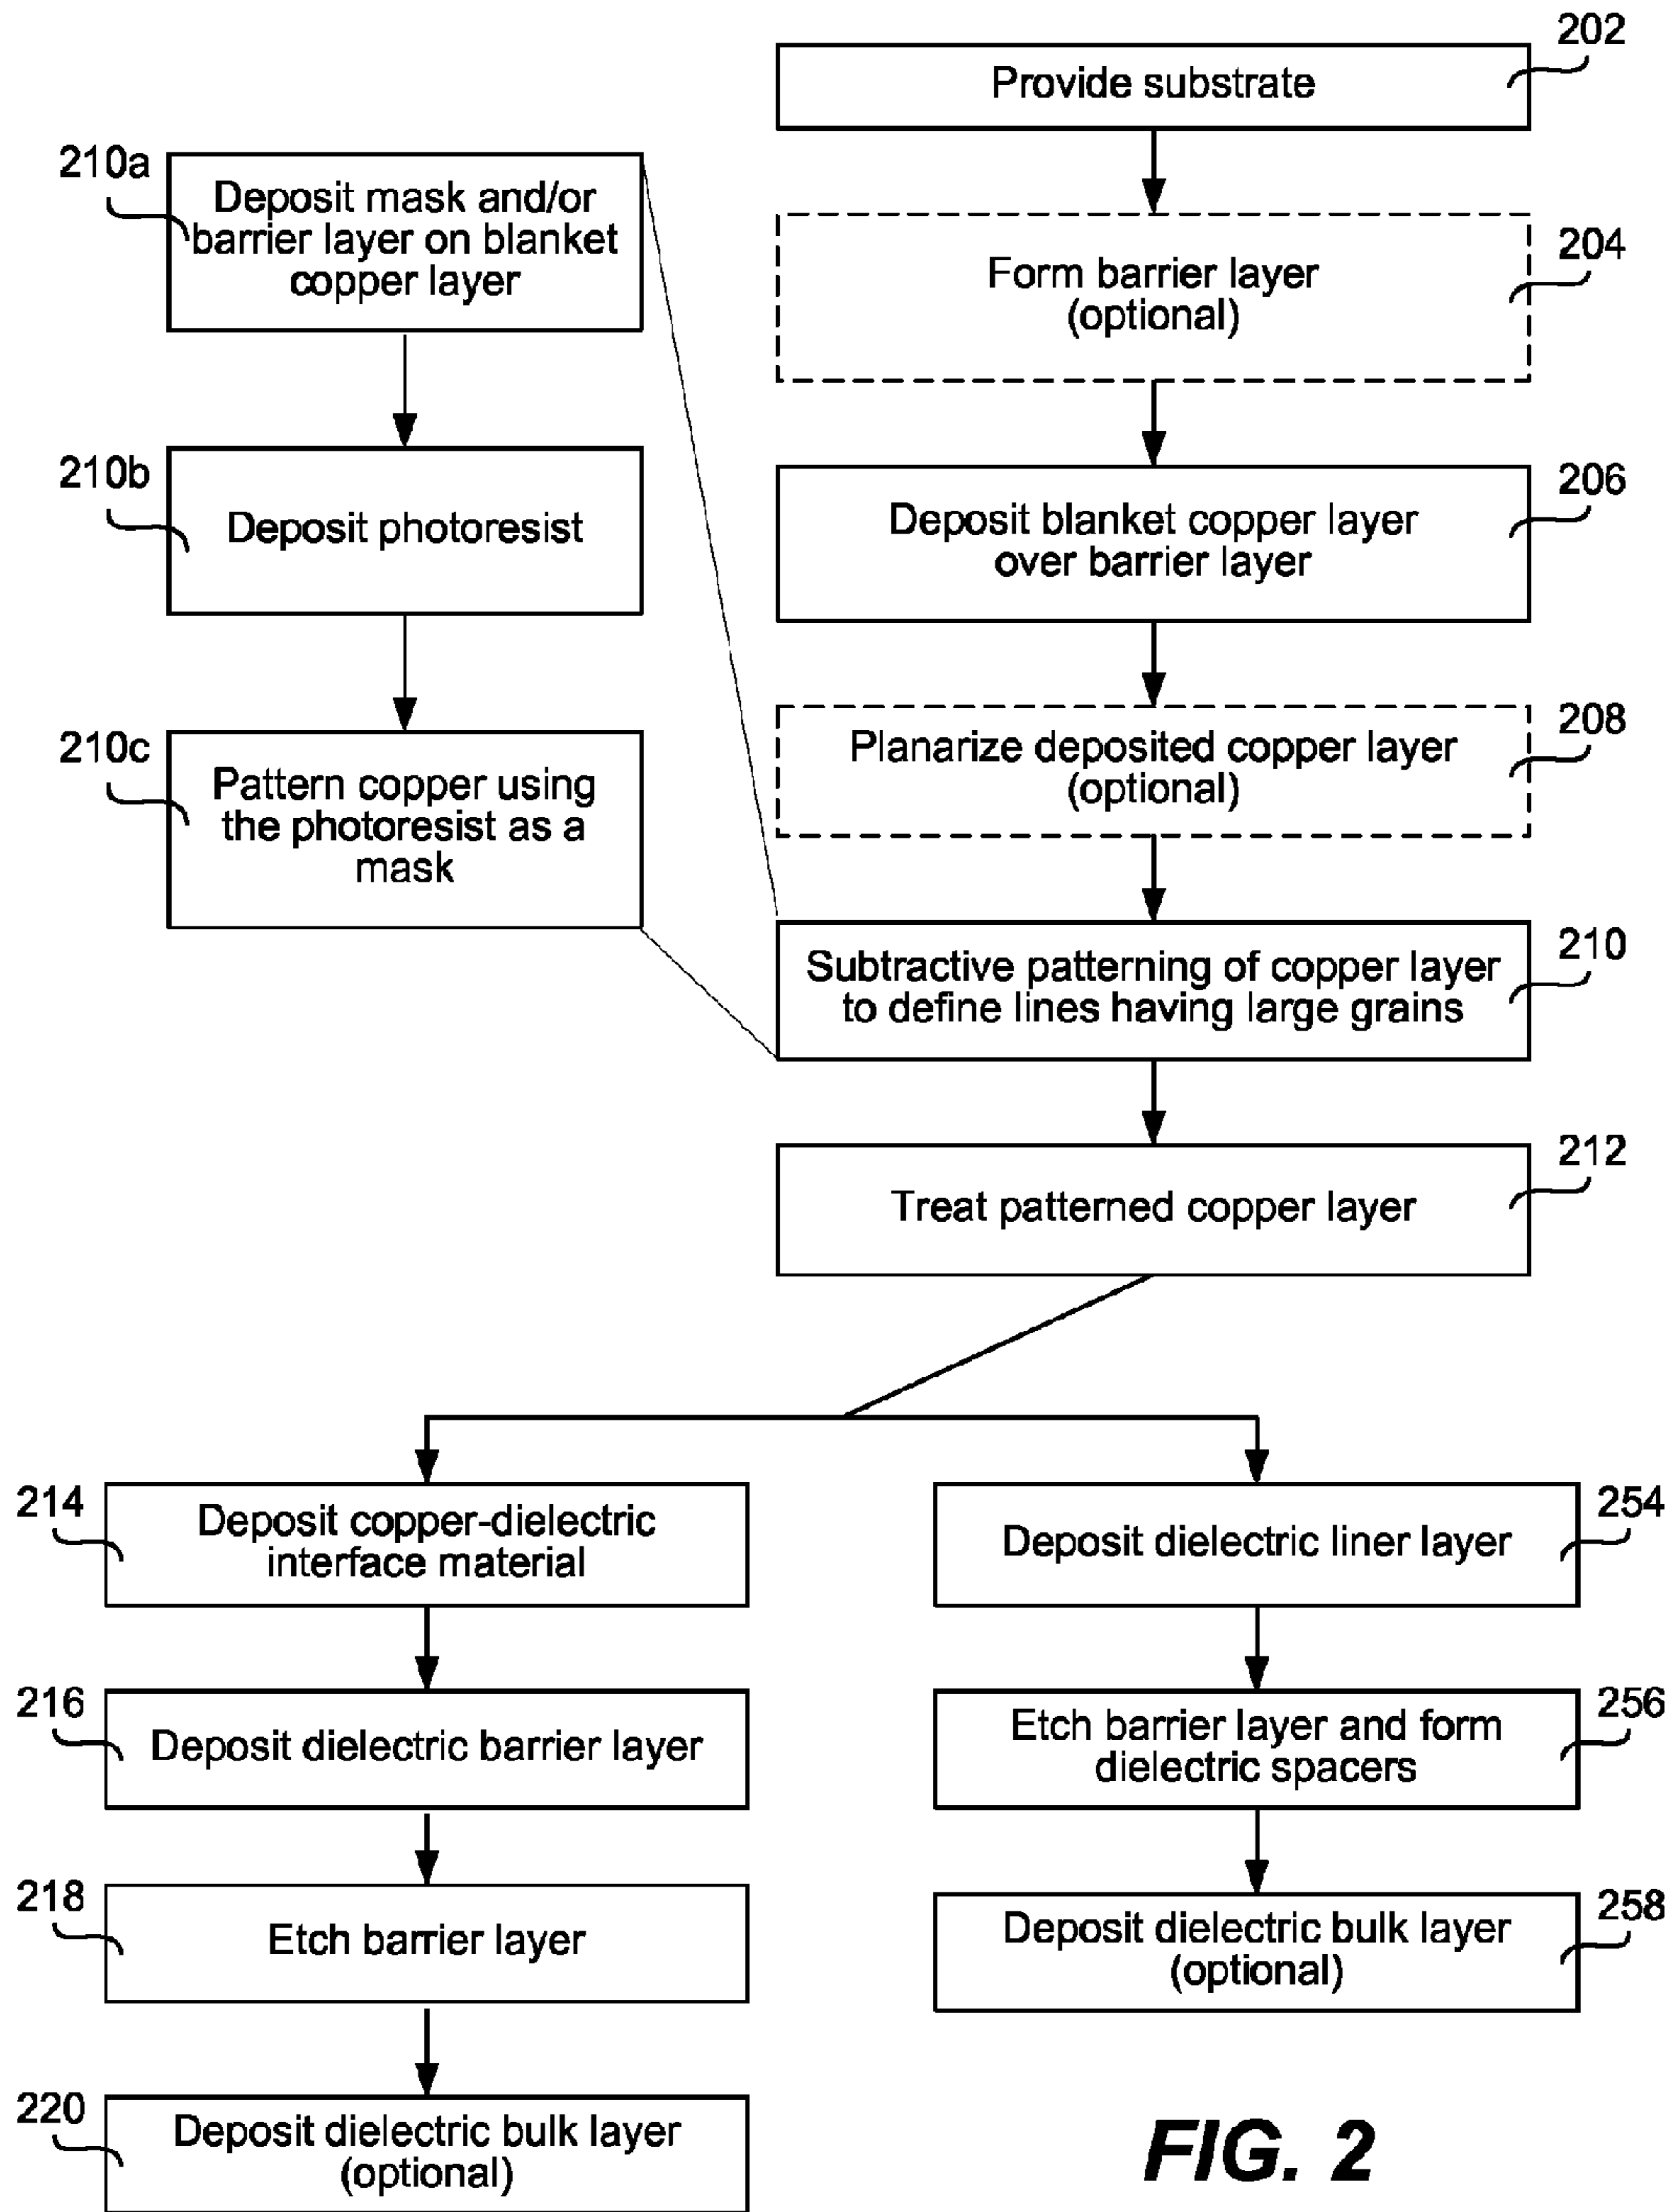 202
Provide substrate
204
Form barrier layer
(optional)
206
Deposit blanket copper layer
over barrier layer
208
Planarize deposited copper layer
(optional)
210
Subtractive patterning of copper layer
to define lines having large grains
210a
Deposit mask and/or
barrier layer on blanket
copper layer
210b
Deposit photoresist
210c
Pattern copper using
the photoresist as a
mask
212
Treat patterned copper layer
214
Deposit copper-dielectric
interface material
216
Deposit dielectric barrier layer
218
Etch barrier layer
220
Deposit dielectric bulk layer
(optional)
254
Deposit dielectric liner layer
256
Etch barrier layer and form
dielectric spacers
258
Deposit dielectric bulk layer
(optional)
FIG. 2